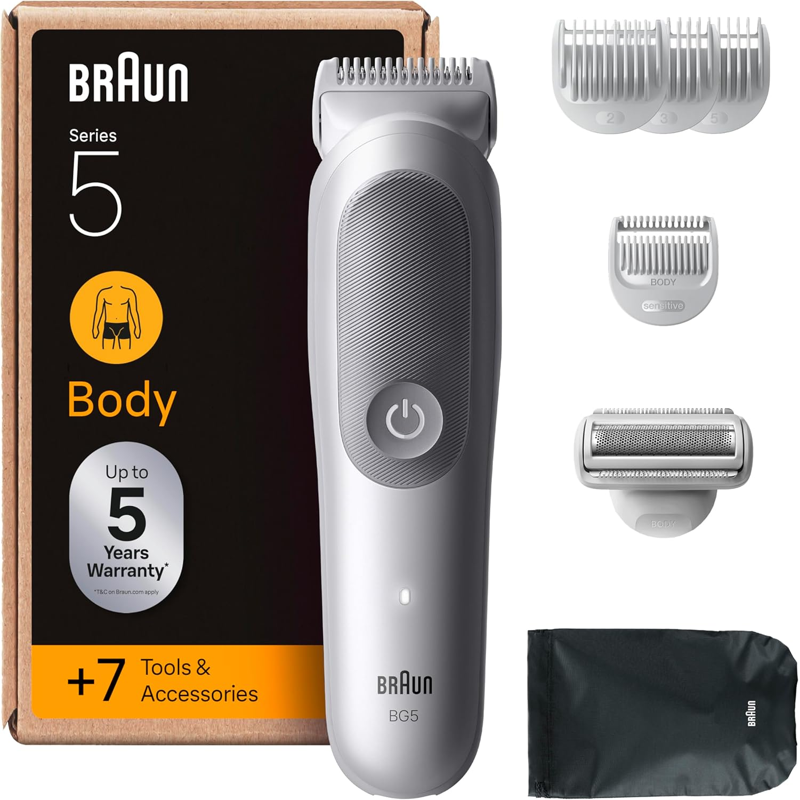 BRAUN
Series
5
Body
Up to
5
Years
Warranty*
*T&C on Braun.com apply
+7 Tools &
Accessories
BRAUN
BG5
2
3
5
BODY
sensitive
BODY
BRAUN